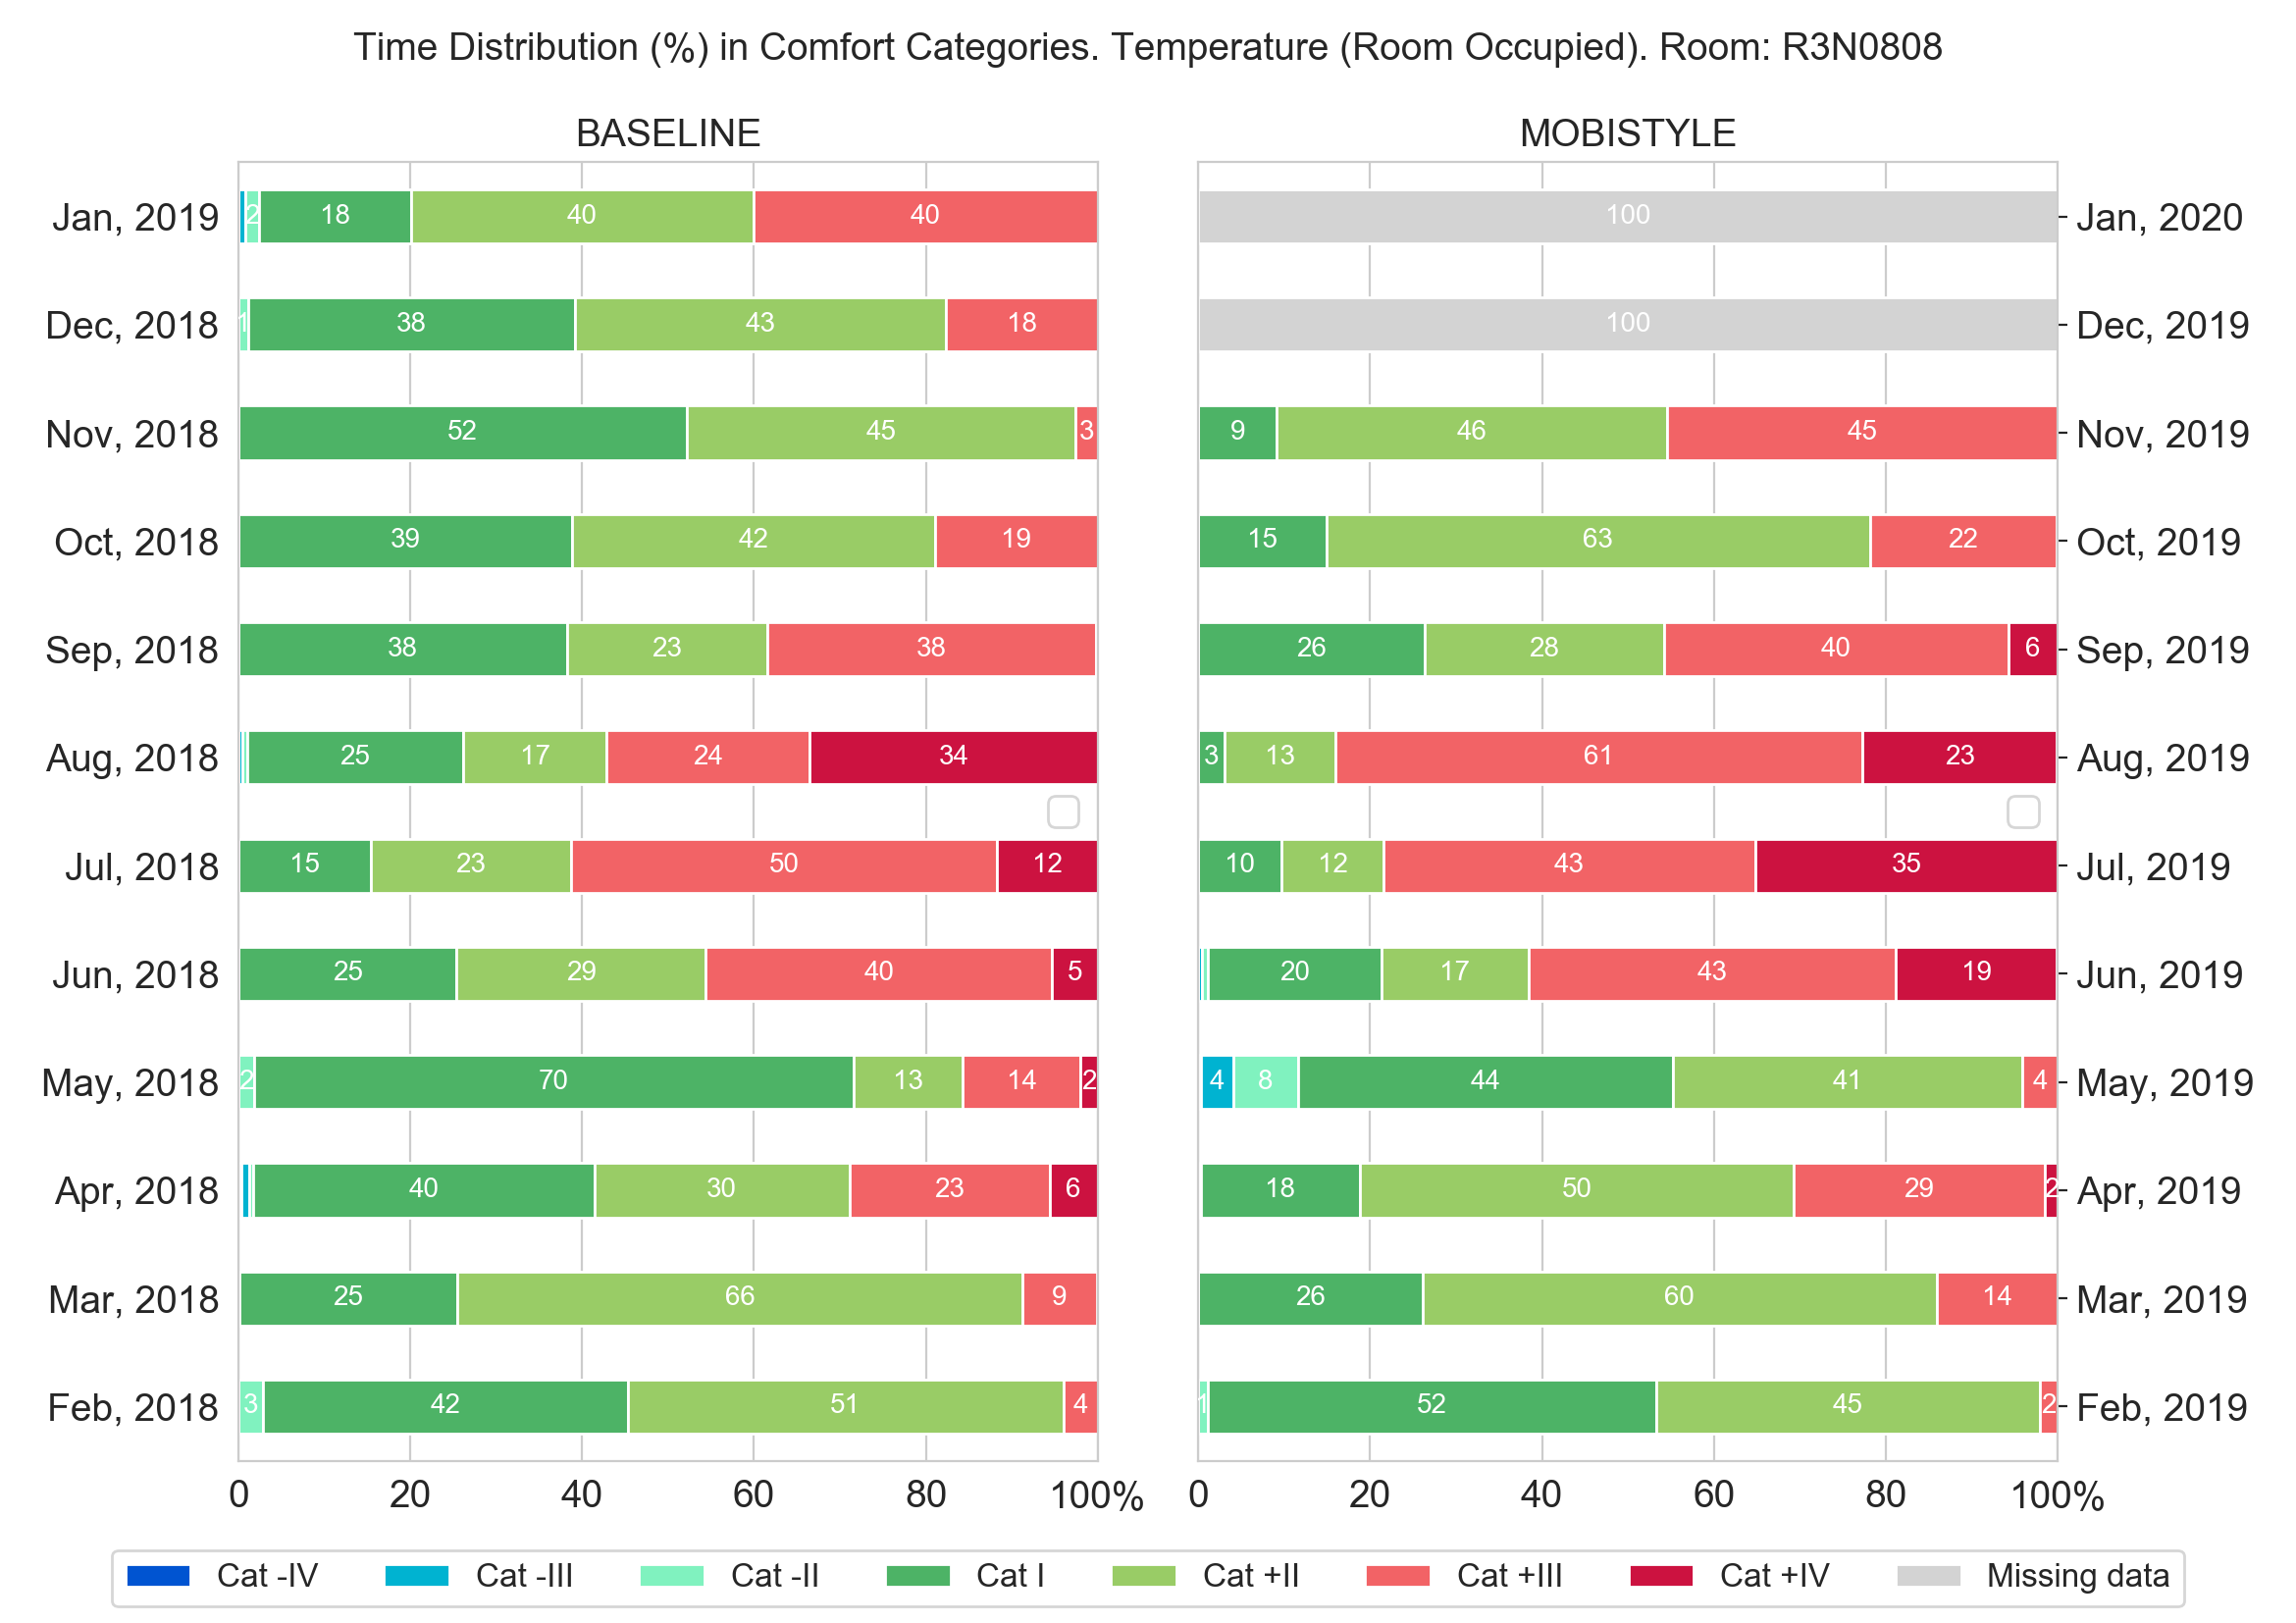 Time Distribution (%) in Comfort Categories. Temperature (Room Occupied). Room: R3N0808
BASELINE
MOBISTYLE
Jan, 2019 2 18 40 40
100 Jan, 2020
Dec, 2018 1 38 43 18
100 Dec, 2019
Nov, 2018 52 45 3
9 46 45 Nov, 2019
Oct, 2018 39 42 19
15 63 22 Oct, 2019
Sep, 2018 38 23 38
26 28 40 6 Sep, 2019
Aug, 2018 25 17 24 34
3 13 61 23 Aug, 2019
Jul, 2018 15 23 50 12
10 12 43 35 Jul, 2019
Jun, 2018 25 29 40 5
20 17 43 19 Jun, 2019
May, 2018 2 70 13 14 2
4 8 44 41 4 May, 2019
Apr, 2018 40 30 23 6
18 50 29 2 Apr, 2019
Mar, 2018 25 66 9
26 60 14 Mar, 2019
Feb, 2018 3 42 51 4
1 52 45 2 Feb, 2019
0 20 40 60 80 100%
0 20 40 60 80 100%
Cat -IV Cat -III Cat -II Cat I Cat +II Cat +III Cat +IV Missing data